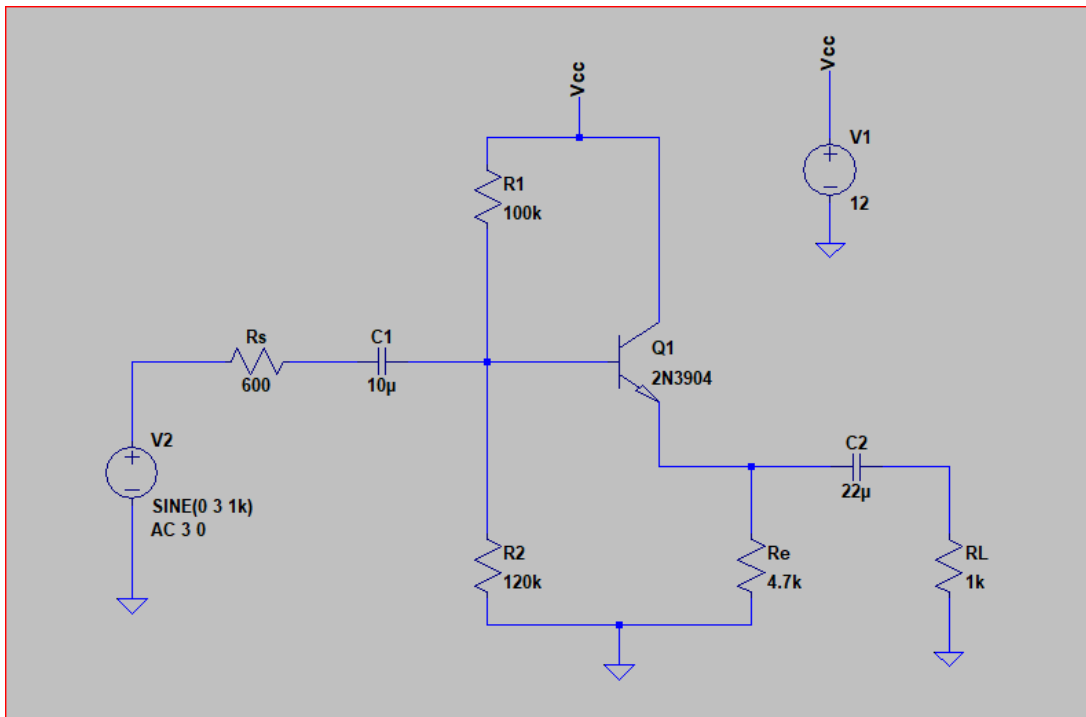 Vcc
Vcc
V1
12
R1
100k
Rs
600
C1
10µ
Q1
2N3904
V2
SINE(0 3 1k)
AC 3 0
C2
22µ
R2
120k
Re
4.7k
RL
1k